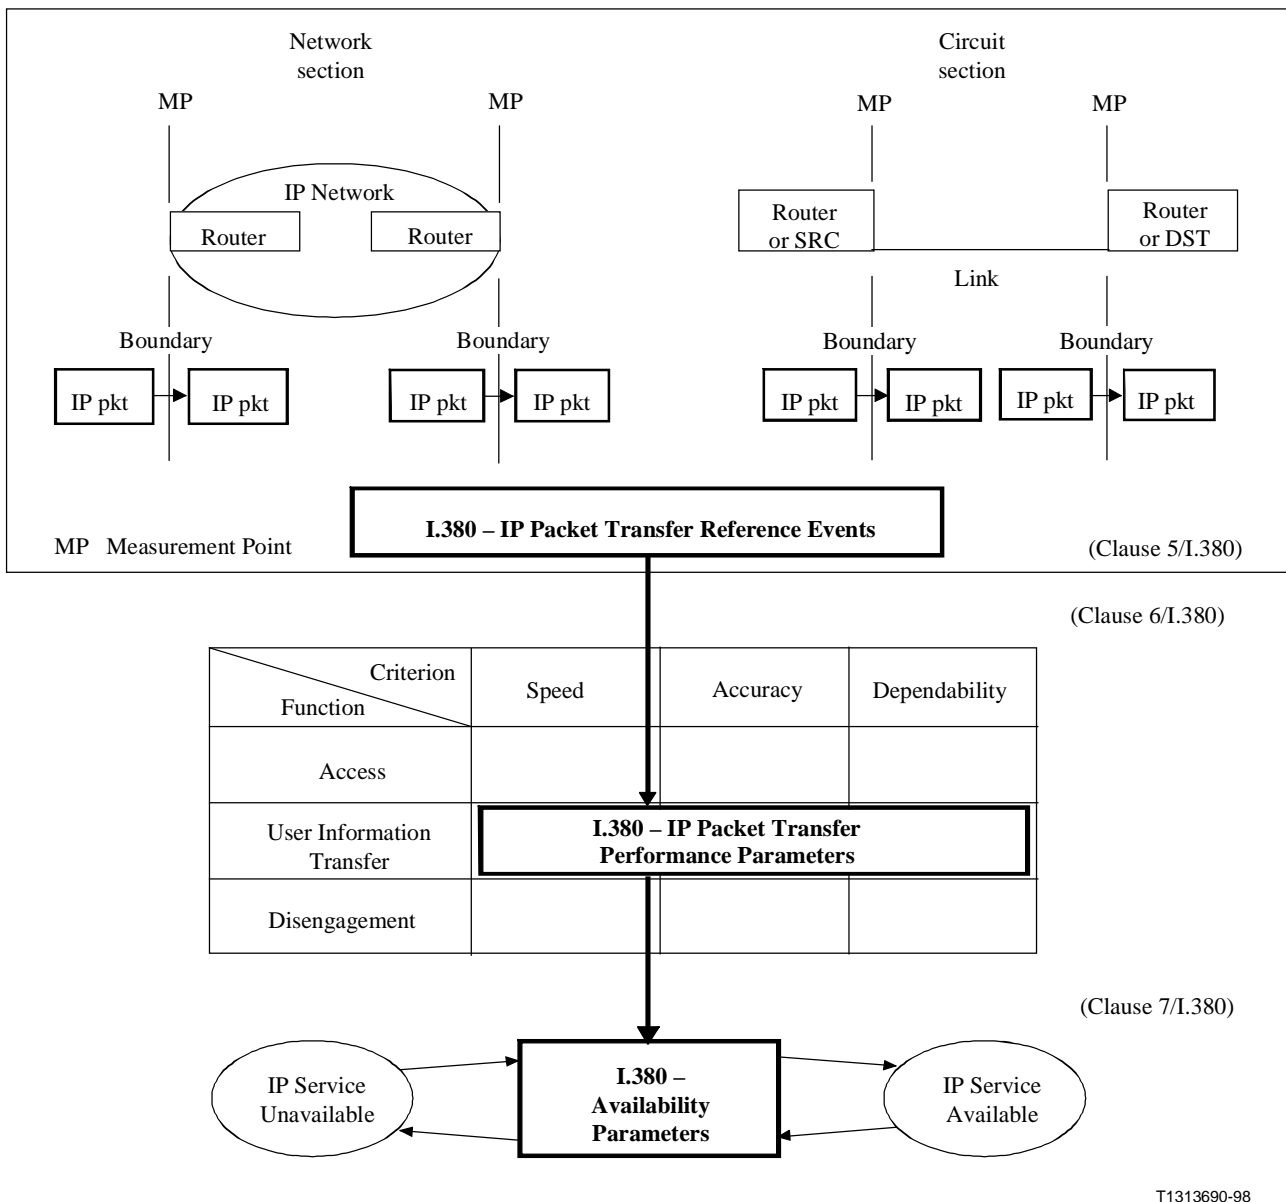 Network
section
Circuit
section
MP
MP
MP
MP
IP Network
Router
Router
Router
or SRC
Router
or DST
Link
Boundary
Boundary
Boundary
Boundary
IP pkt
IP pkt
IP pkt
IP pkt
IP pkt
IP pkt
IP pkt
IP pkt
I.380 – IP Packet Transfer Reference Events
MP Measurement Point
(Clause 5/I.380)
(Clause 6/I.380)
Criterion
Function
Speed
Accuracy
Dependability
Access
User Information
Transfer
I.380 – IP Packet Transfer
Performance Parameters
Disengagement
(Clause 7/I.380)
IP Service
Unavailable
I.380 –
Availability
Parameters
IP Service
Available
T1313690-98